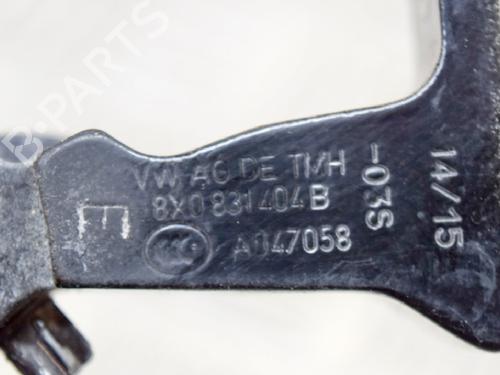 VW AG DE TMH
8X0 831 404 B
A047058
E
-03S
14/15
B-PARTS